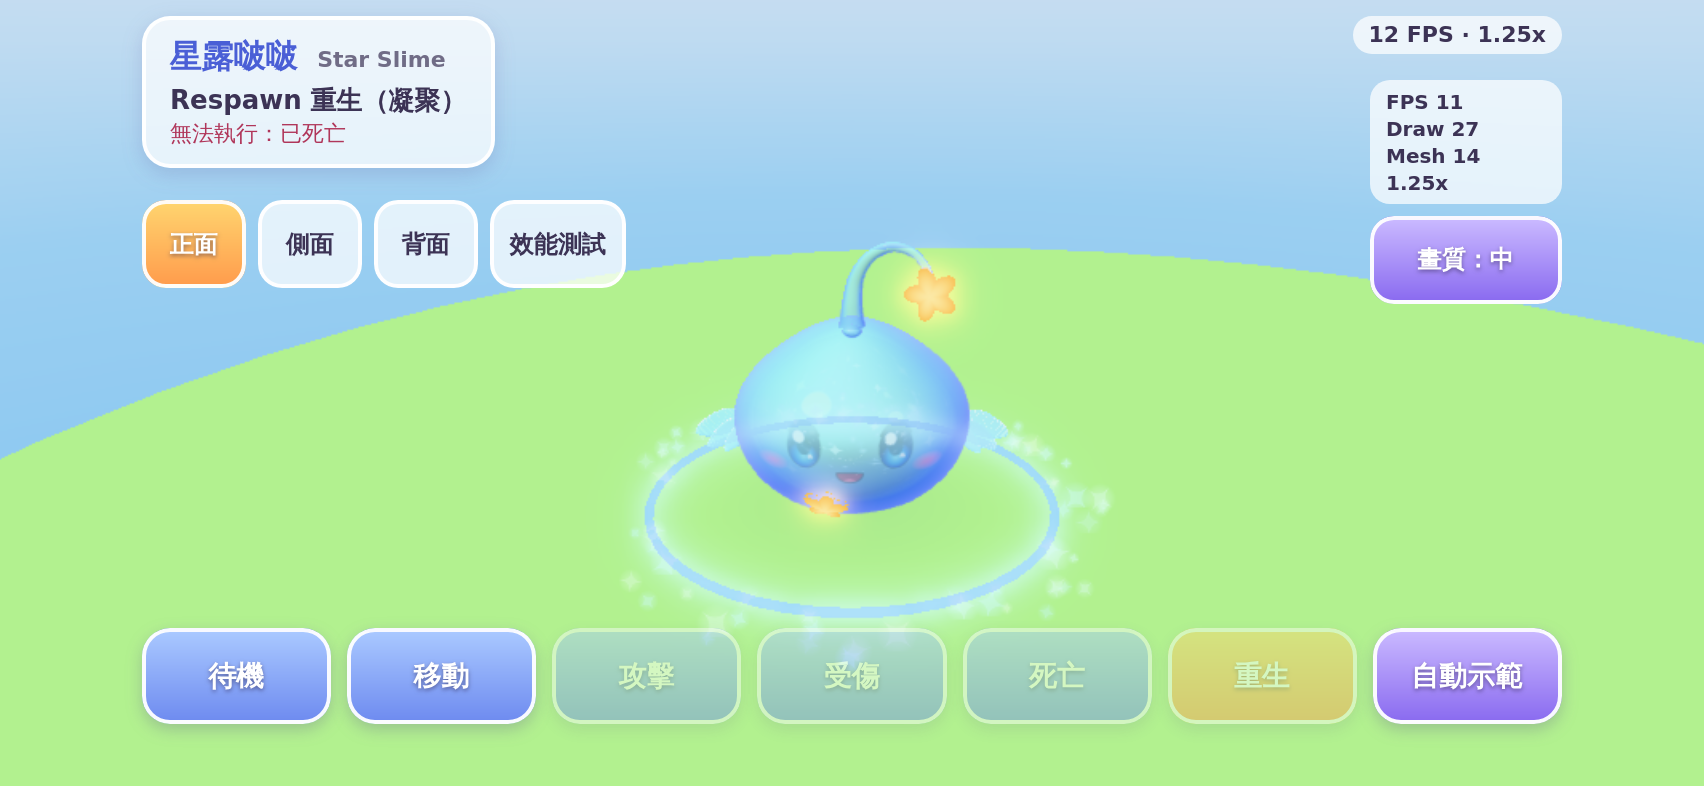 星露啵啵 Star Slime
Respawn 重生（凝聚）
無法執行：已死亡
12 FPS · 1.25x
FPS 11
Draw 27
Mesh 14
1.25x
正面 側面 背面 效能測試
畫質：中
待機 移動 攻擊 受傷 死亡 重生 自動示範